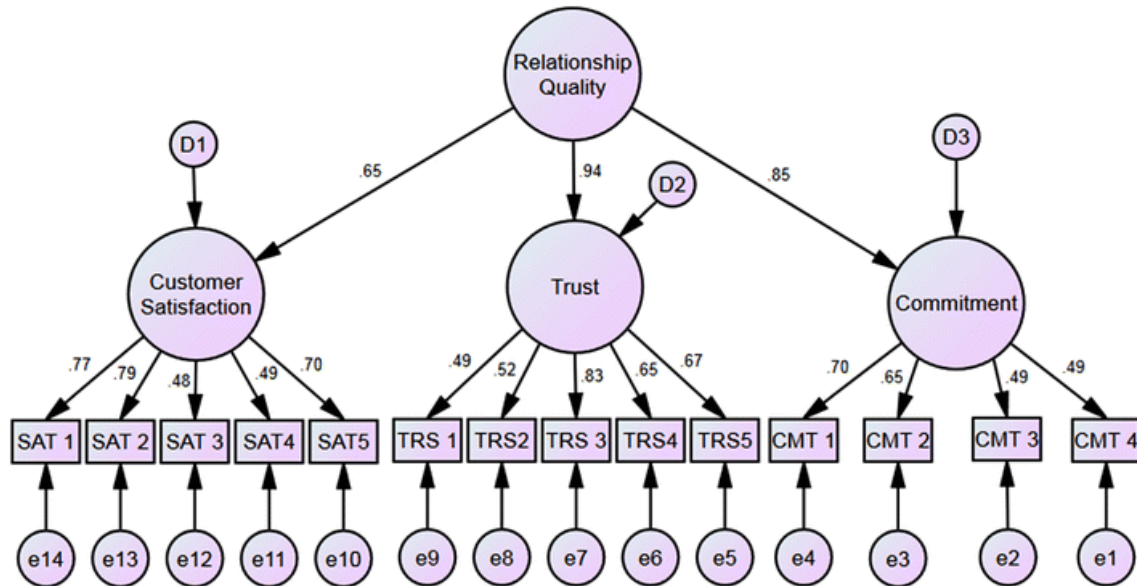 Relationship
Quality
D1
D3
.65
.94
D2
.85
Customer
Satisfaction
Trust
Commitment
.77
.79
.48
.49
.70
.49
.52
.83
.65
.67
.70
.65
.49
.49
SAT 1
SAT 2
SAT 3
SAT4
SAT5
TRS 1
TRS2
TRS 3
TRS4
TRS5
CMT 1
CMT 2
CMT 3
CMT 4
e14
e13
e12
e11
e10
e9
e8
e7
e6
e5
e4
e3
e2
e1